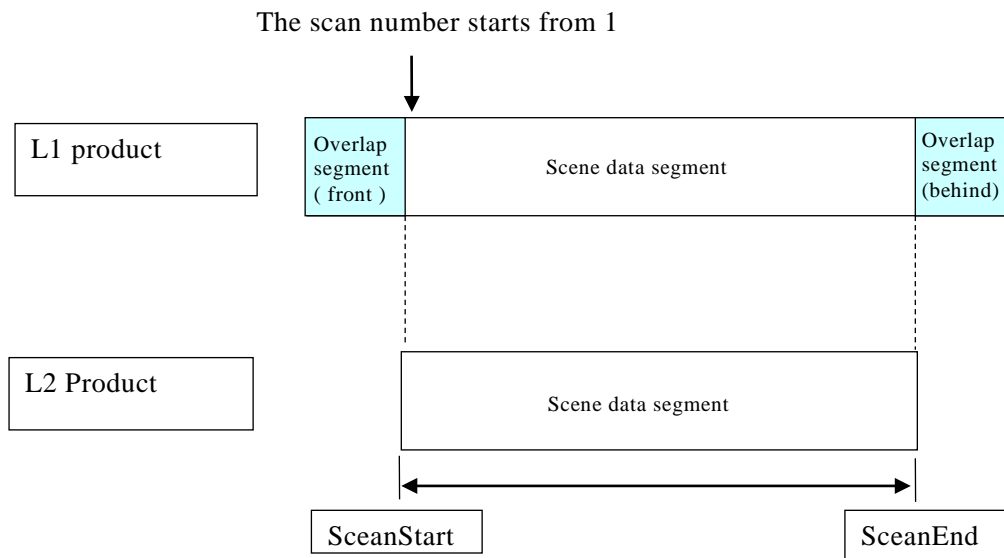 The scan number starts from 1
L1 product
Overlap
segment
( front )
Scene data segment
Overlap
segment
(behind)
L2 Product
Scene data segment
SceanStart
SceanEnd